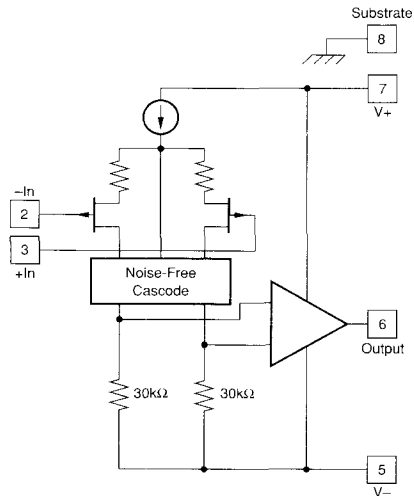 Substrate
8
7
V+
–In
2
3
+In
Noise-Free
Cascode
6
Output
30kΩ
30kΩ
5
V–